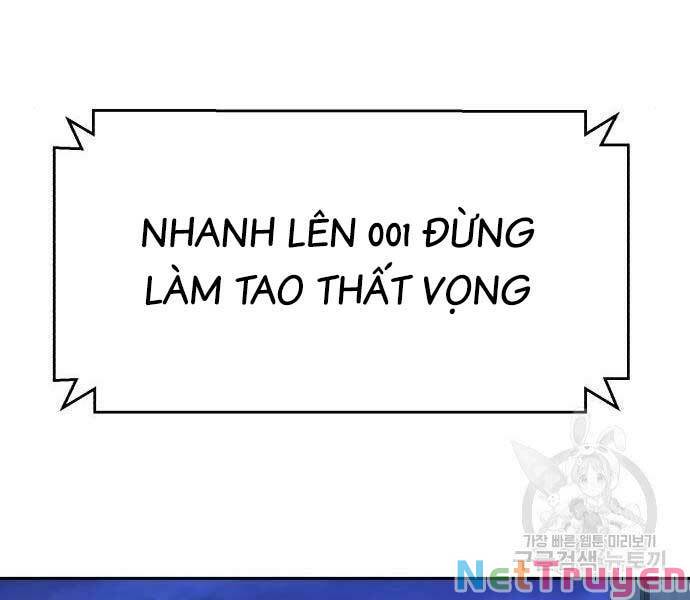 NHANH LÊN 001 ĐỪNG
LÀM TAO THẤT VỌNG
가장 빠른 웹툰 미리보기
구글검색 뉴토끼
NetTruyen